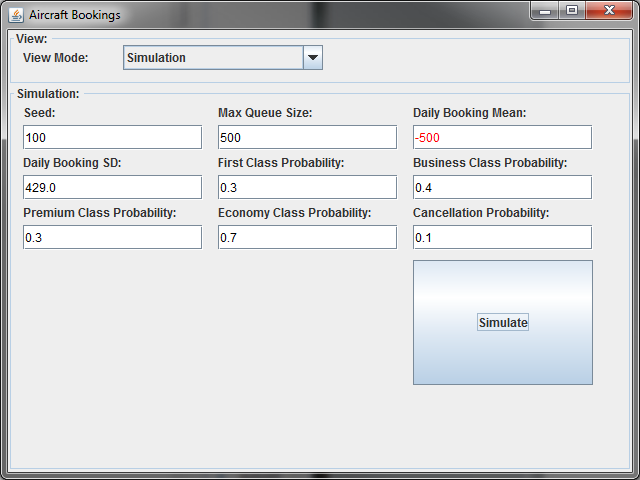 Aircraft Bookings
View:
View Mode: Simulation
Simulation:
Seed: Max Queue Size: Daily Booking Mean:
100 500 -500
Daily Booking SD: First Class Probability: Business Class Probability:
429.0 0.3 0.4
Premium Class Probability: Economy Class Probability: Cancellation Probability:
0.3 0.7 0.1
Simulate